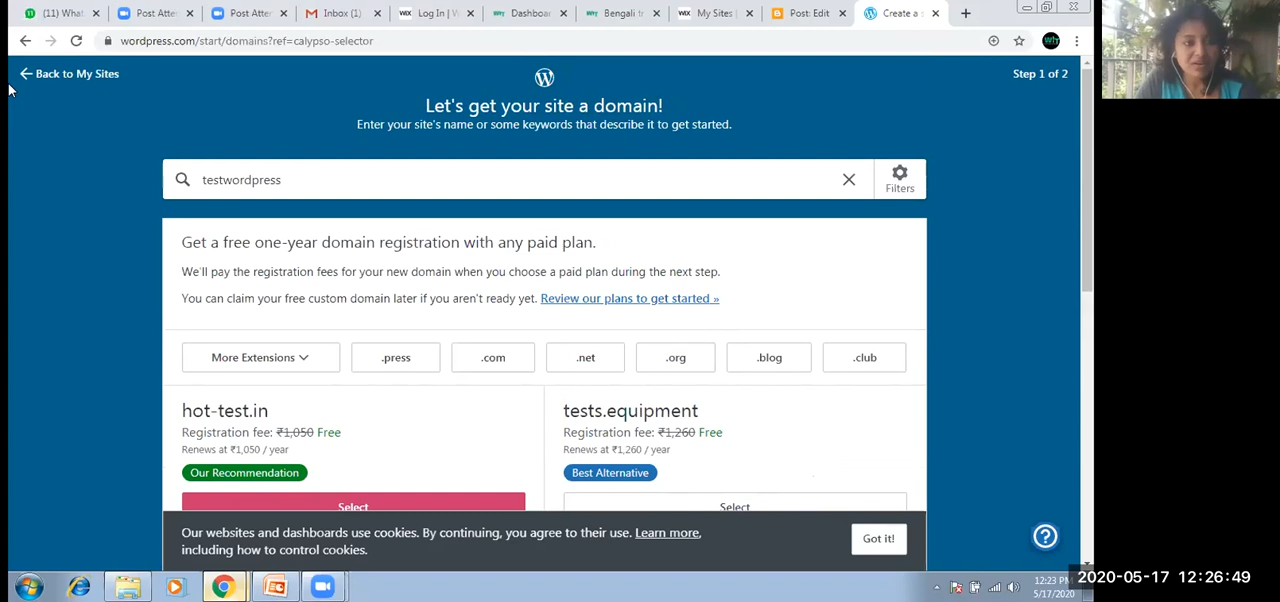 (11) What
Post Atte
Post Atter
Inbox (1)
WIX Log In | W
WHY Dashboa
WHY Bengali t
WIX My Sites |
Post: Edit
Create a s
wordpress.com/start/domains?ref=calypso-selector
WHY
Back to My Sites
Step 1 of 2
Let's get your site a domain!
Enter your site's name or some keywords that describe it to get started.
testwordpress
Filters
Get a free one-year domain registration with any paid plan.
We'll pay the registration fees for your new domain when you choose a paid plan during the next step.
You can claim your free custom domain later if you aren't ready yet. Review our plans to get started »
More Extensions .press .com .net .org .blog .club
hot-test.in
Registration fee: ₹1,050 Free
Renews at ₹1,050 / year
Our Recommendation
Select
tests.equipment
Registration fee: ₹1,260 Free
Renews at ₹1,260 / year
Best Alternative
Select
Our websites and dashboards use cookies. By continuing, you agree to their use. Learn more,
including how to control cookies.
Got it!
12:23 PM
5/17/2020
2020-05-17 12:26:49